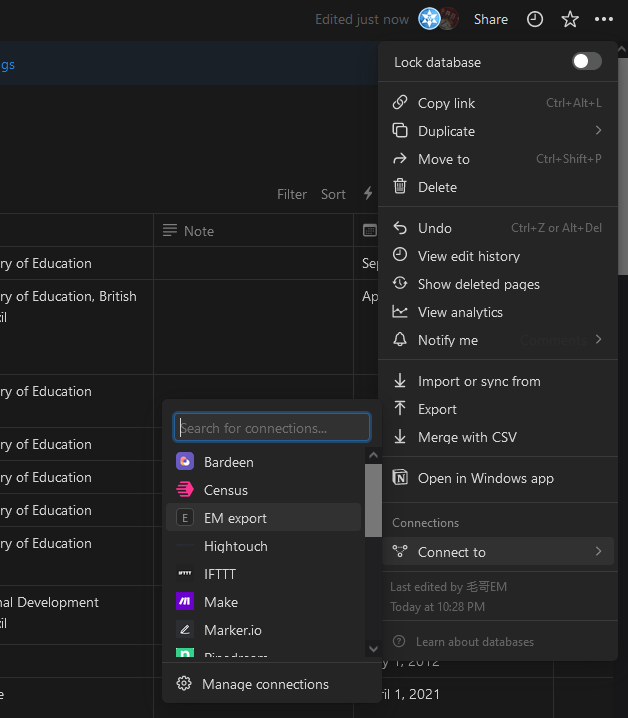 Edited just now
Share
gs
Lock database
Copy link Ctrl+Alt+L
Duplicate
Move to Ctrl+Shift+P
Delete
Filter Sort
Undo Ctrl+Z or Alt+Del
Note
View edit history
ry of Education
Show deleted pages
ry of Education, British
View analytics
Ap
Notify me Comments
Import or sync from
ry of Education
Export
Merge with CSV
ry of Education
ry of Education
Open in Windows app
ry of Education
Connections
ry of Education
Connect to
Last edited by 毛哥EM
Today at 10:28 PM
nal Development
Learn about databases
1, 2012
ril 1, 2021
e
Search for connections...
Bardeen
Census
E EM export
Hightouch
IFTTT
Make
Marker.io
Manage connections